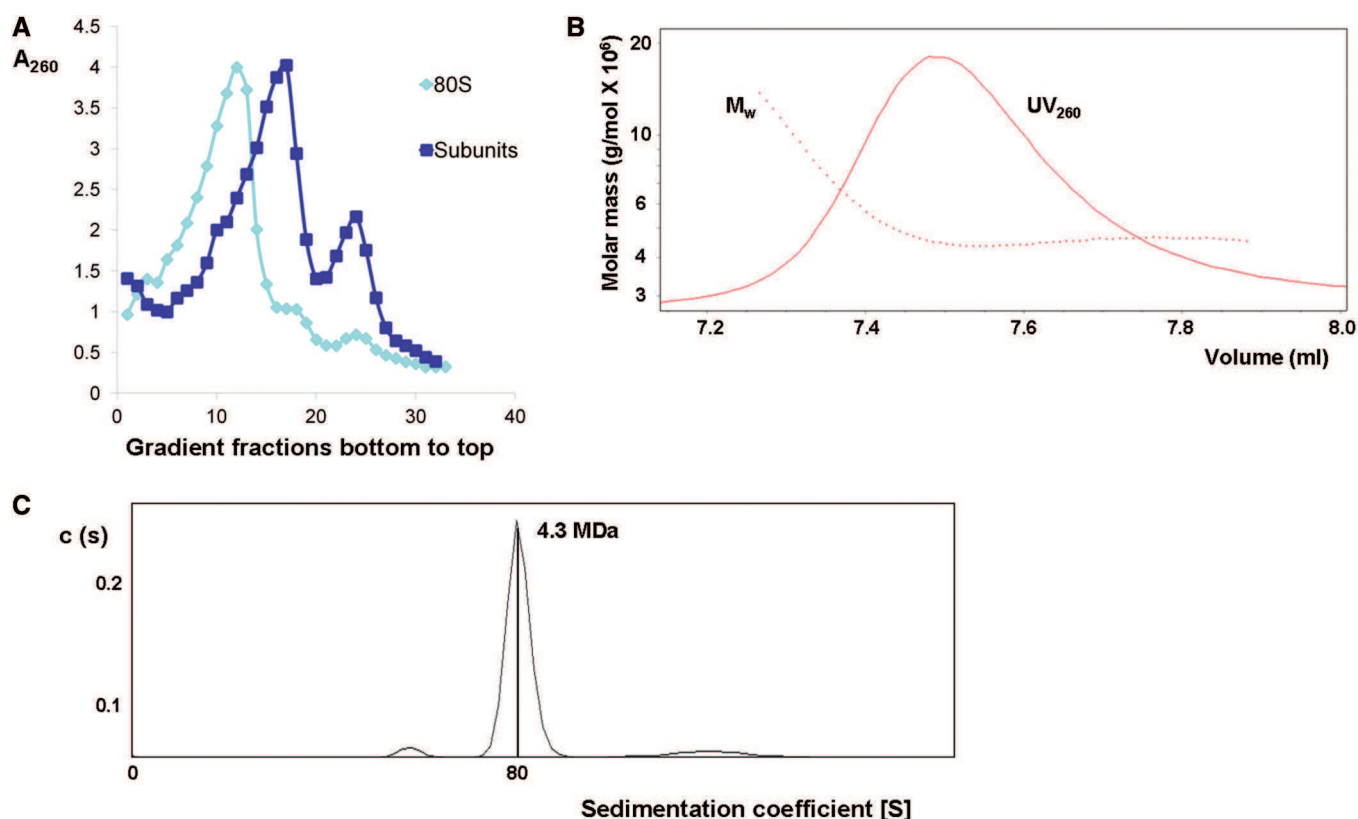 A
A260
4.5
4
3.5
3
2.5
2
1.5
1
0.5
0
0
10
20
30
40
80S
Subunits
Gradient fractions bottom to top
B
Molar mass (g/mol X 10⁶)
20
10
6
5
4
3
Mw
UV260
7.2
7.4
7.6
7.8
8.0
Volume (ml)
C
c (s)
0.2
0.1
4.3 MDa
0
80
Sedimentation coefficient [S]